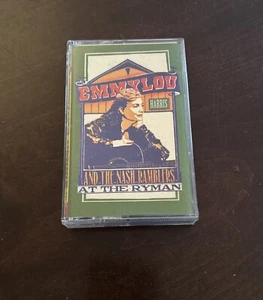 EMMYLOU
HARRIS
AND THE NASH RAMBLERS
AT THE RYMAN